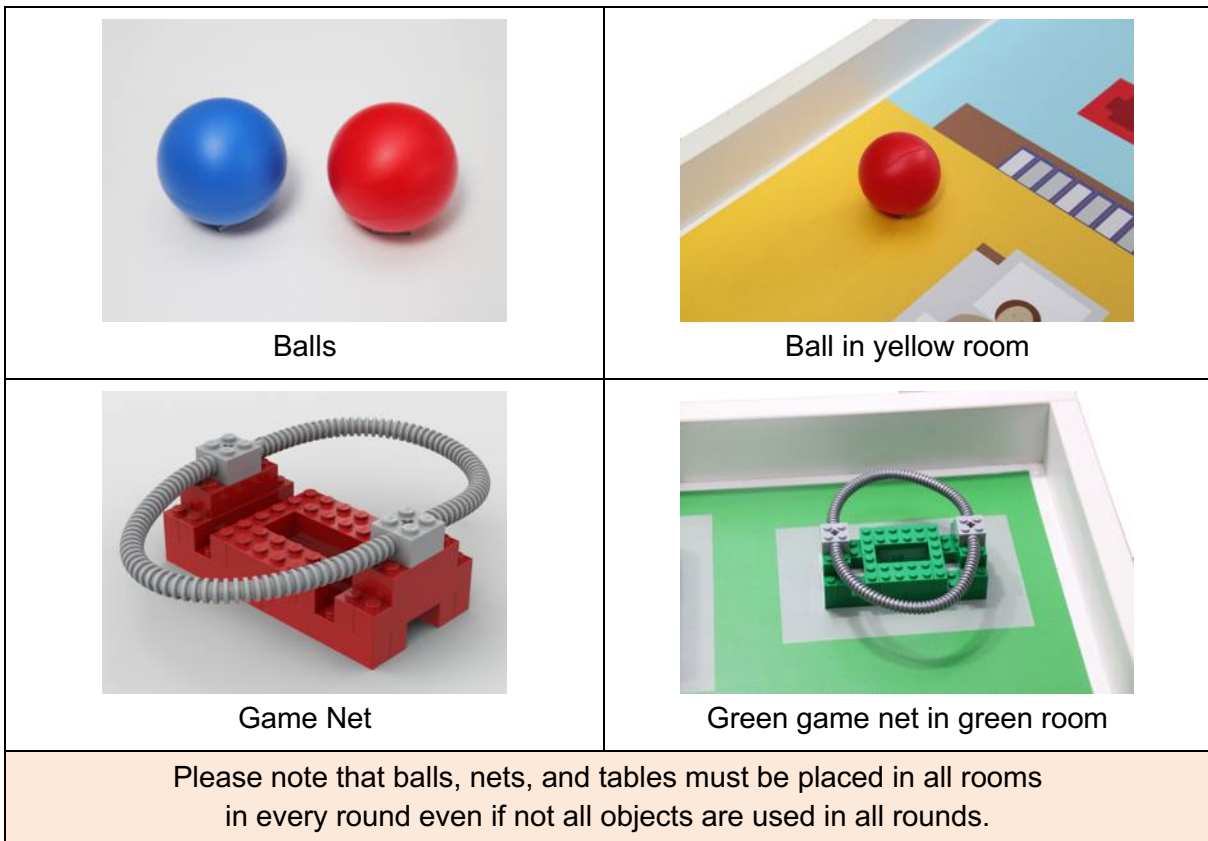 Balls
Ball in yellow room
Game Net
Green game net in green room
Please note that balls, nets, and tables must be placed in all rooms
in every round even if not all objects are used in all rounds.